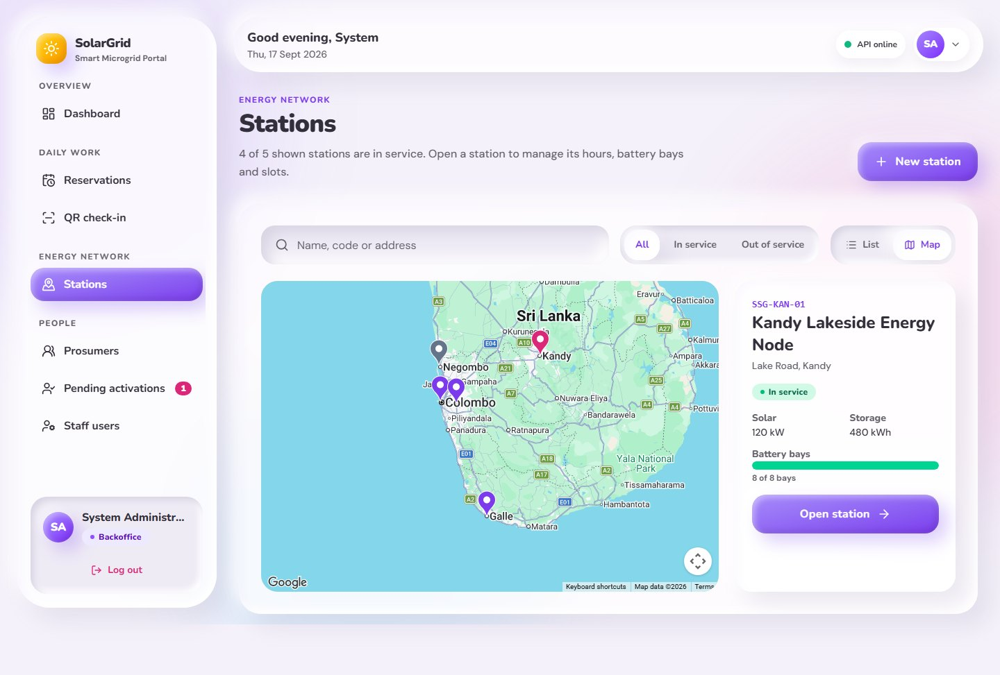 SolarGrid
Smart Microgrid Portal
OVERVIEW
Dashboard
DAILY WORK
Reservations
QR check-in
ENERGY NETWORK
Stations
PEOPLE
Prosumers
Pending activations 1
Staff users
SA
System Administr...
Backoffice
Log out
Good evening, System
Thu, 17 Sept 2026
API online
SA
ENERGY NETWORK
Stations
4 of 5 shown stations are in service. Open a station to manage its hours, battery bays
and slots.
New station
Name, code or address
All
In service
Out of service
List
Map
Dambulla
A3
Eravur
Batticaloa
Sri Lanka
A5
A4
A27
Kurunegala
E04
A10
Kalmun
Kandy
Ampara
Akkara
Negombo
A21
Gampaha
A25
Ja
Colombo
A7
Nuwara Eliya
A4
A4
Pottuvi
Bandarawela
Piliyandala
Panadura
Ratnapura
E01
A18
Yala National
Park
A17
A2
Tissamaharama
A2
E01
Hambantota
Galle
Matara
Google
Keyboard shortcuts
Map data ©2026
Terms
SSG-KAN-01
Kandy Lakeside Energy
Node
Lake Road, Kandy
In service
Solar
Storage
120 kW
480 kWh
Battery bays
8 of 8 bays
Open station